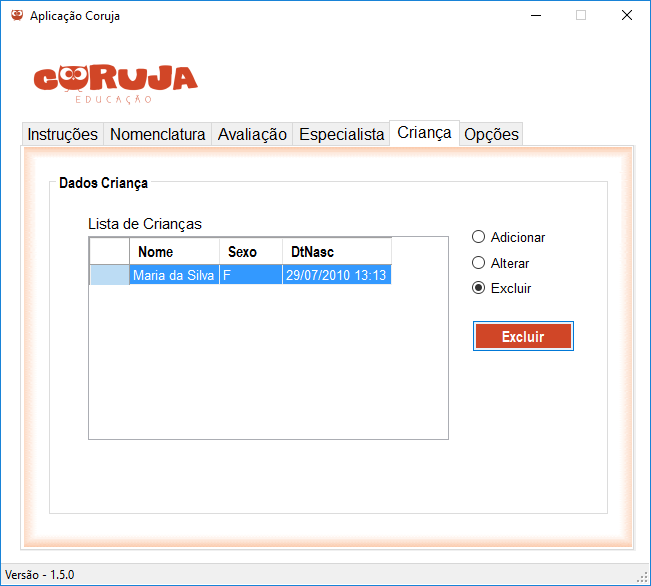 Aplicação Coruja
CORUJA
EDUCAÇÃO
Instruções Nomenclatura Avaliação Especialista Criança Opções
Dados Criança
Lista de Crianças
Nome Sexo DtNasc
Maria da Silva F 29/07/2010 13:13
Adicionar
Alterar
Excluir
Excluir
Versão - 1.5.0